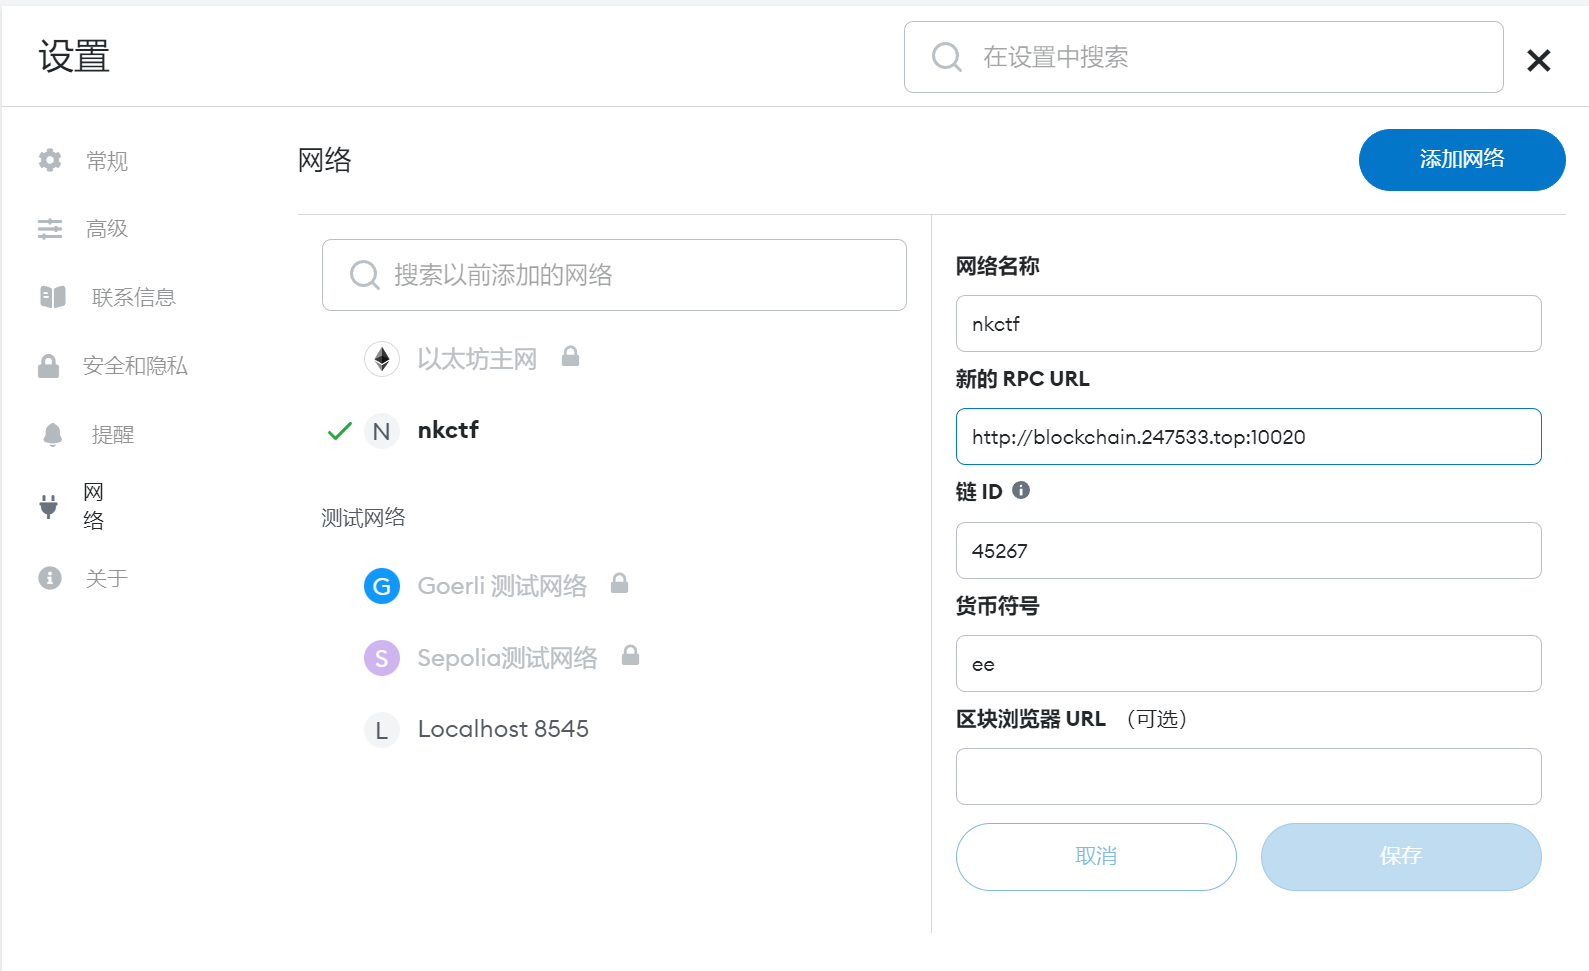 设置
在设置中搜索
常规
高级
联系信息
安全和隐私
提醒
网
络
关于
网络
添加网络
搜索以前添加的网络
以太坊主网
N nkctf
测试网络
G Goerli 测试网络
S Sepolia测试网络
L Localhost 8545
网络名称
nkctf
新的 RPC URL
http://blockchain.247533.top:10020
链 ID
45267
货币符号
ee
区块浏览器 URL （可选）
取消
保存